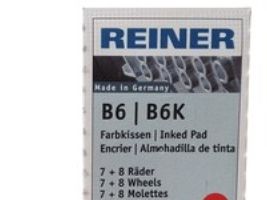 REINER
Made in Germany
B6 | B6K
Farbkissen | Inked Pad
Encrier | Almohadilla de tinta
7 + 8 Räder
7 + 8 Wheels
7 + 8 Molettes